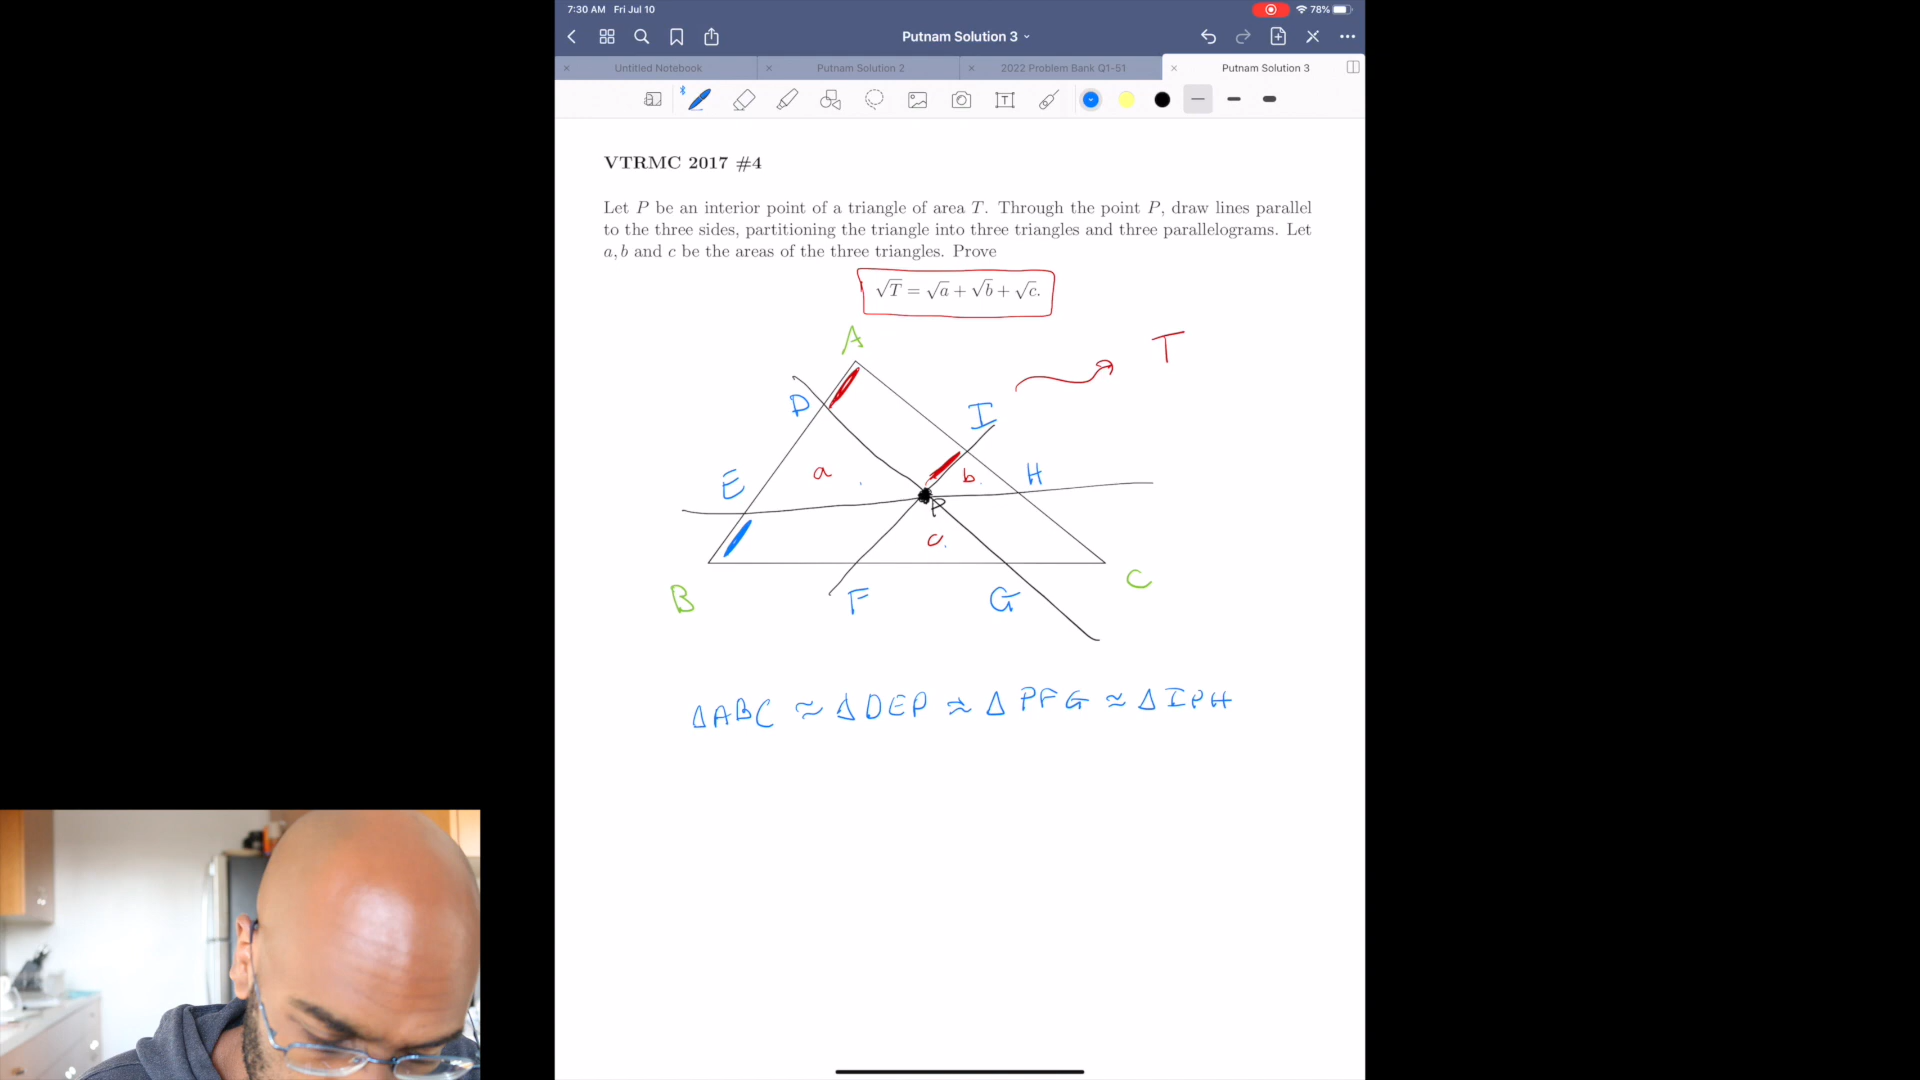 7:30 AM Fri Jul 10
78%
Putnam Solution 3
Untitled Notebook
Putnam Solution 2
2022 Problem Bank Q1-51
Putnam Solution 3
VTRMC 2017 #4
Let P be an interior point of a triangle of area T. Through the point P, draw lines parallel
to the three sides, partitioning the triangle into three triangles and three parallelograms. Let
a, b and c be the areas of the three triangles. Prove
√T = √a + √b + √c.
A
T
D
I
a
b
H
E
P
c
B
F
G
C
ΔABC ≈ ΔDEP ≈ ΔPFG ≈ ΔIPH